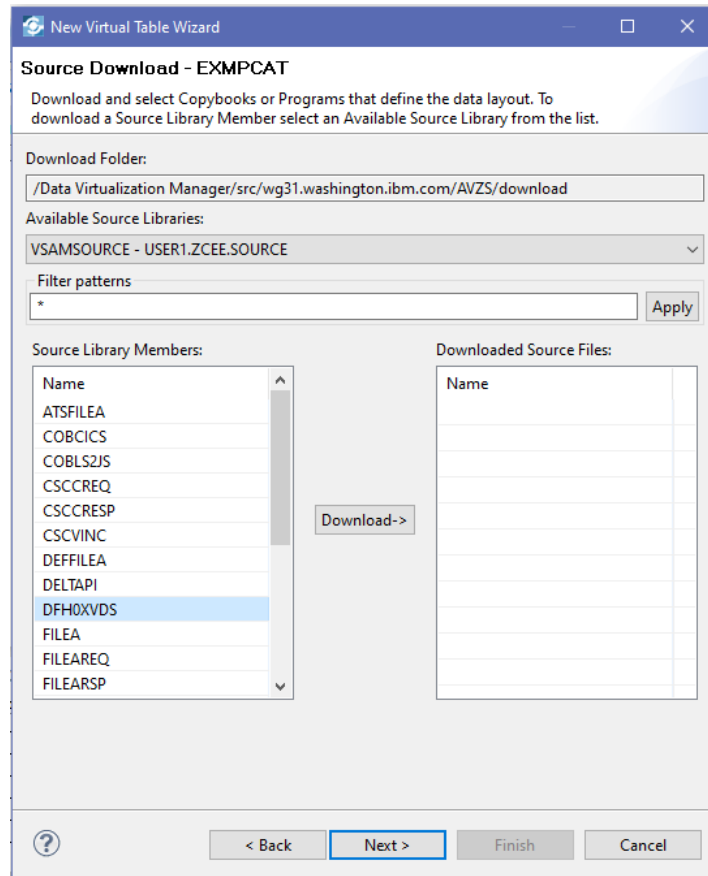 New Virtual Table Wizard
Source Download - EXMPCAT
Download and select Copybooks or Programs that define the data layout. To
download a Source Library Member select an Available Source Library from the list.
Download Folder:
/Data Virtualization Manager/src/wg31.washington.ibm.com/AVZS/download
Available Source Libraries:
VSAMSOURCE - USER1.ZCEE.SOURCE
Filter patterns
*
Apply
Source Library Members:
Name
ATSFILEA
COBCICS
COBLS2JS
CSCCREQ
CSCCRESP
CSCVINC
DEFFILEA
DELTAPI
DFH0XVDS
FILEA
FILEAREQ
FILEARSP
Download->
Downloaded Source Files:
Name
?
< Back
Next >
Finish
Cancel